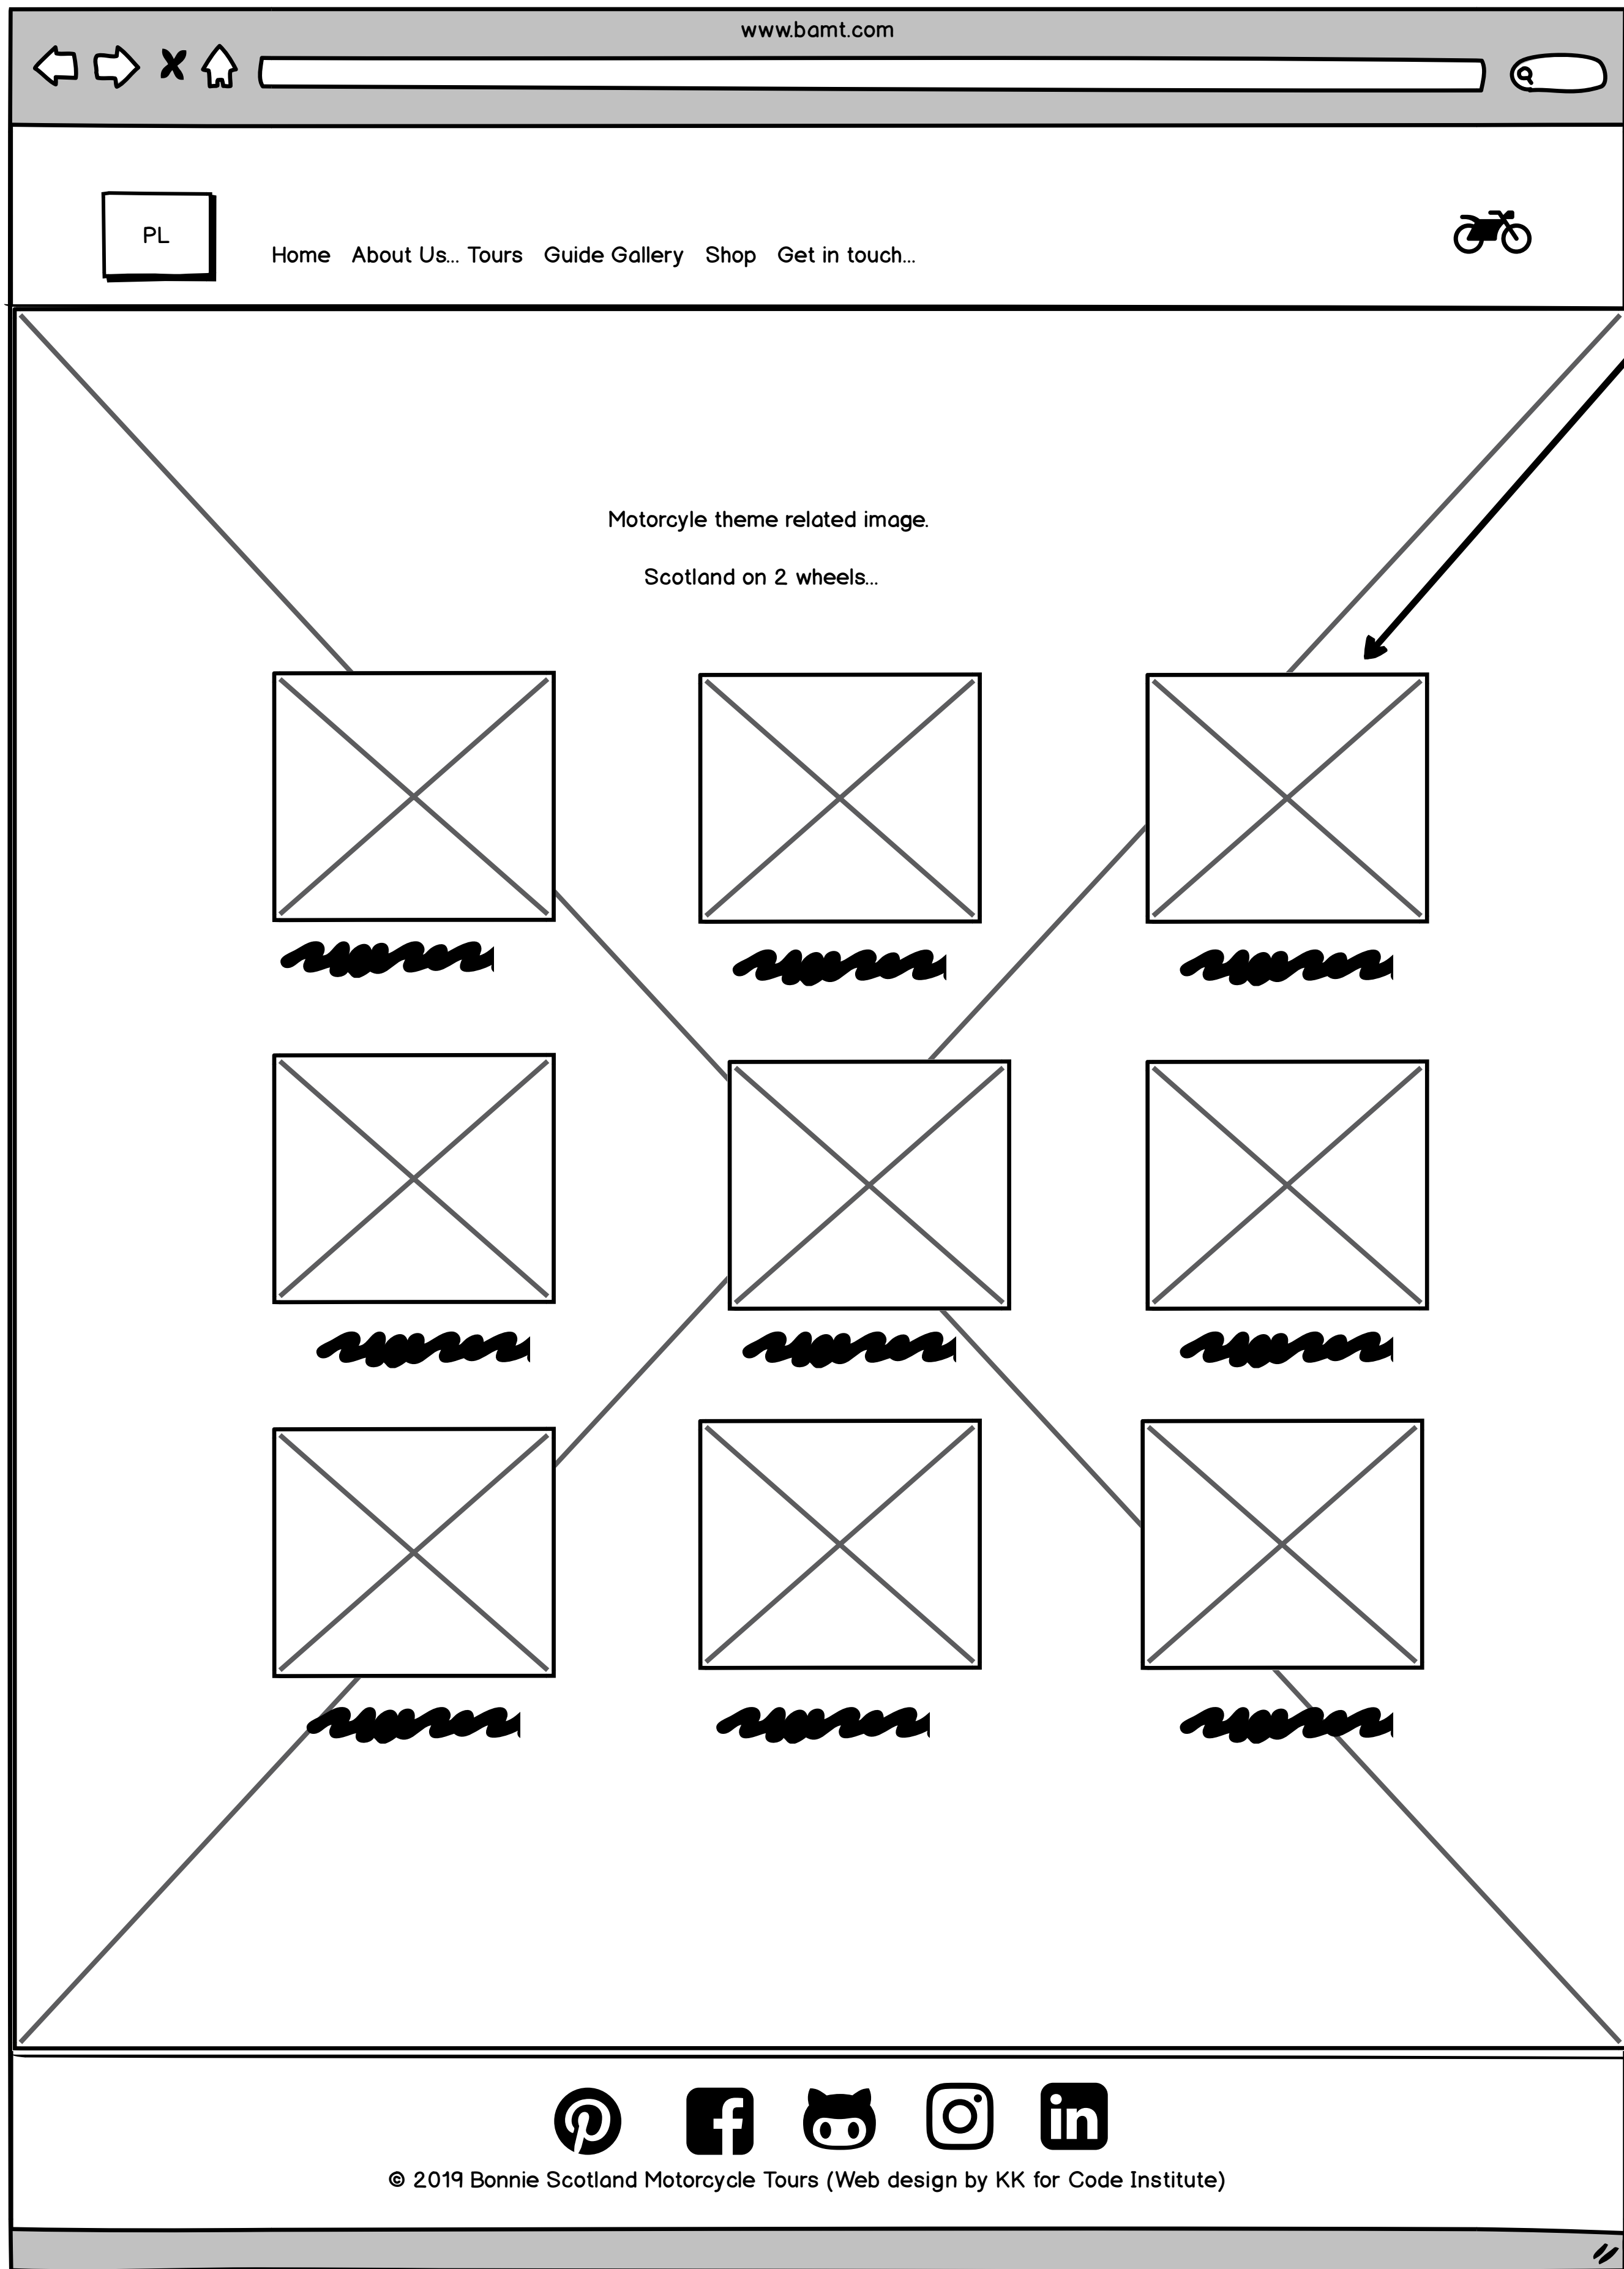 www.bamt.com
PL
Home About Us... Tours Guide Gallery Shop Get in touch...
Motorcyle theme related image.
Scotland on 2 wheels...
© 2019 Bonnie Scotland Motorcycle Tours (Web design by KK for Code Institute)